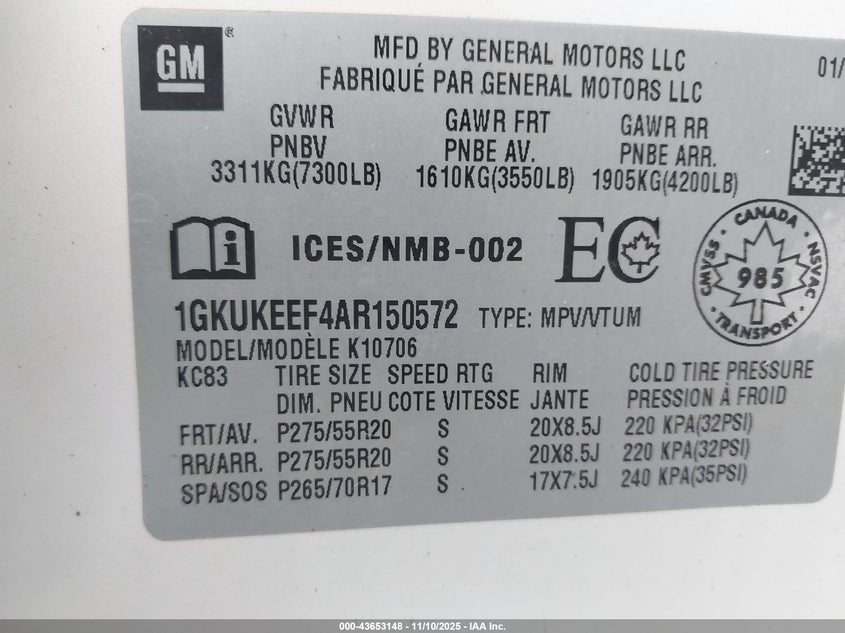 GM®
MFD BY GENERAL MOTORS LLC
01/
FABRIQUÉ PAR GENERAL MOTORS LLC
GVWR GAWR FRT GAWR RR
PNBV PNBE AV. PNBE ARR.
3311KG(7300LB) 1610KG(3550LB) 1905KG(4200LB)
i ICES/NMB-002 EC
CANADA
CMVSS 985 NSVAC
TRANSPORT
1GKUKEEF4AR150572 TYPE: MPV/VTUM
MODEL/MODÈLE K10706
KC83 TIRE SIZE SPEED RTG RIM COLD TIRE PRESSURE
DIM. PNEU COTE VITESSE JANTE PRESSION À FROID
FRT/AV. P275/55R20 S 20X8.5J 220 KPA(32PSI)
RR/ARR. P275/55R20 S 20X8.5J 220 KPA(32PSI)
SPA/SOS P265/70R17 S 17X7.5J 240 KPA(35PSI)
000-43653148 - 11/10/2025 - IAA Inc.